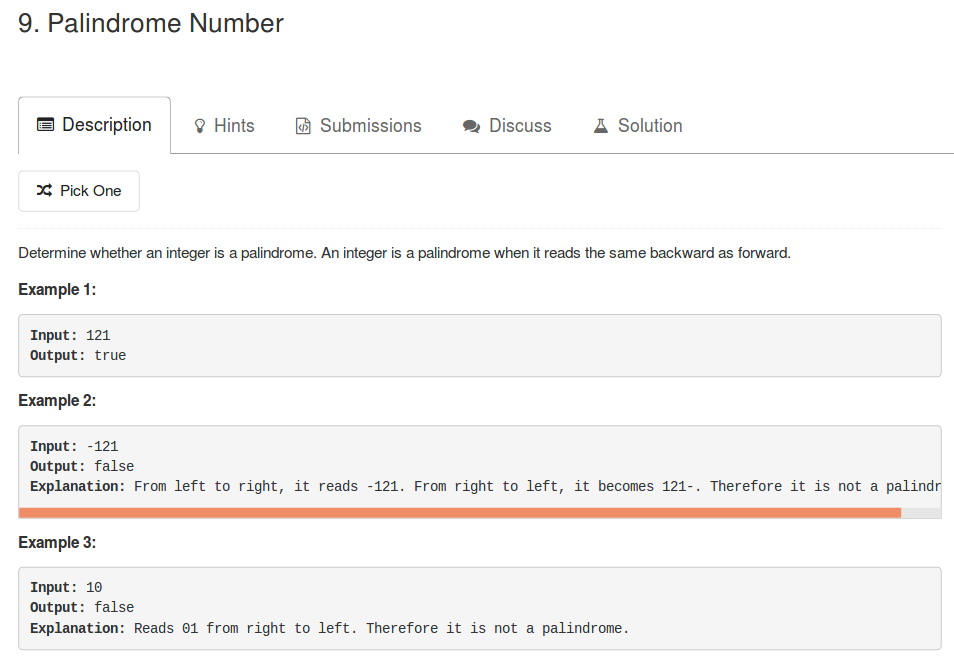 9. Palindrome Number
Description Hints Submissions Discuss Solution
Pick One
Determine whether an integer is a palindrome. An integer is a palindrome when it reads the same backward as forward.
Example 1:
Input: 121
Output: true
Example 2:
Input: -121
Output: false
Explanation: From left to right, it reads -121. From right to left, it becomes 121-. Therefore it is not a palindr
Example 3:
Input: 10
Output: false
Explanation: Reads 01 from right to left. Therefore it is not a palindrome.